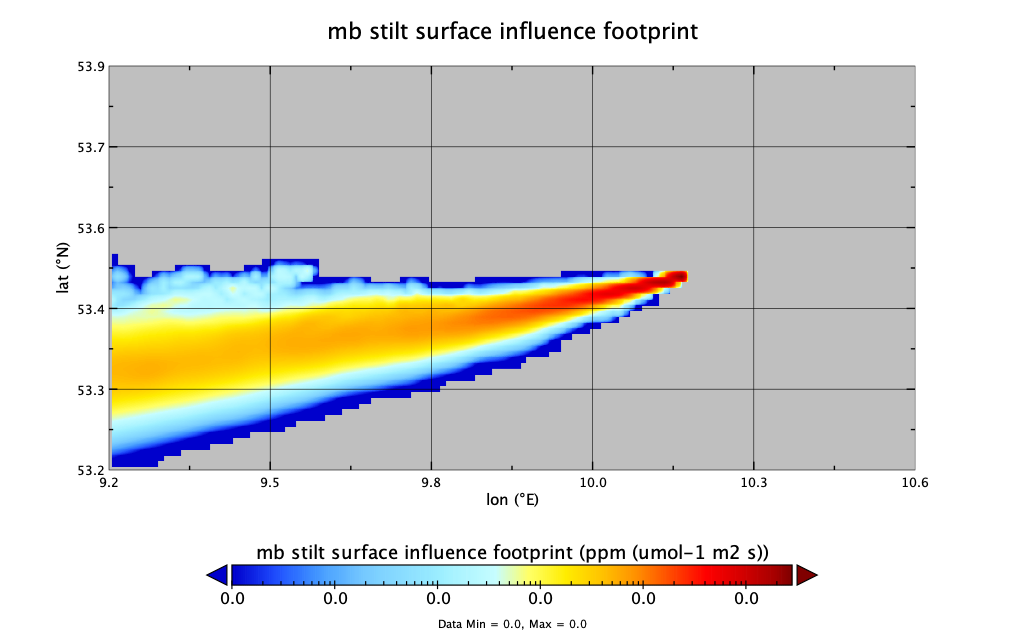 mb stilt surface influence footprint
53.9
53.7
53.6
53.4
53.3
53.2
lat (°N)
9.2 9.5 9.8 10.0 10.3 10.6
lon (°E)
mb stilt surface influence footprint (ppm (umol−1 m2 s))
0.0 0.0 0.0 0.0 0.0 0.0
Data Min = 0.0, Max = 0.0